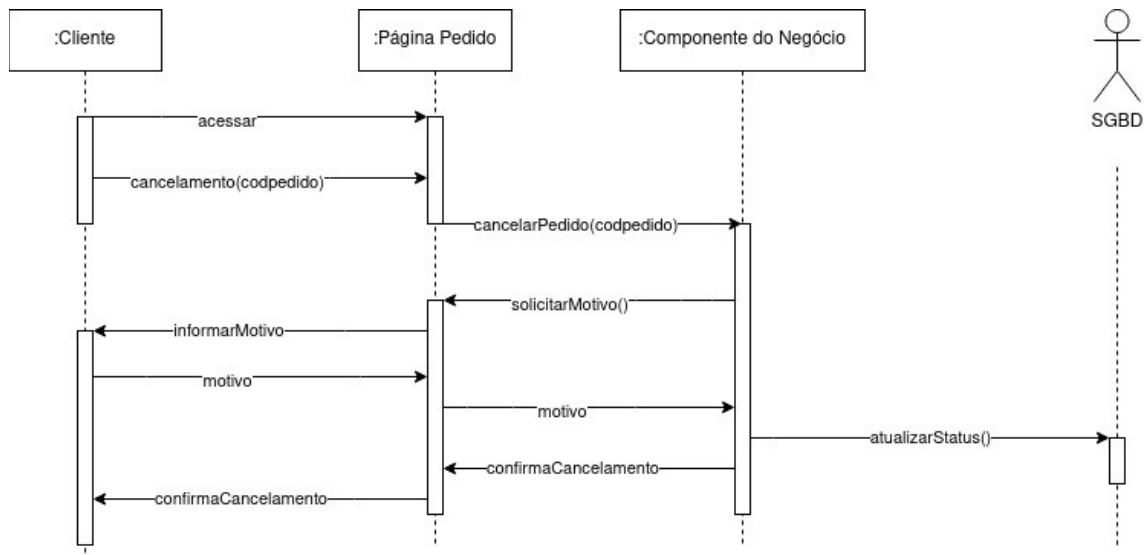 :Cliente
:Página Pedido
:Componente do Negócio
SGBD
acessar
cancelamento(codpedido)
cancelarPedido(codpedido)
solicitarMotivo()
informarMotivo
motivo
motivo
atualizarStatus()
confirmaCancelamento
confirmaCancelamento